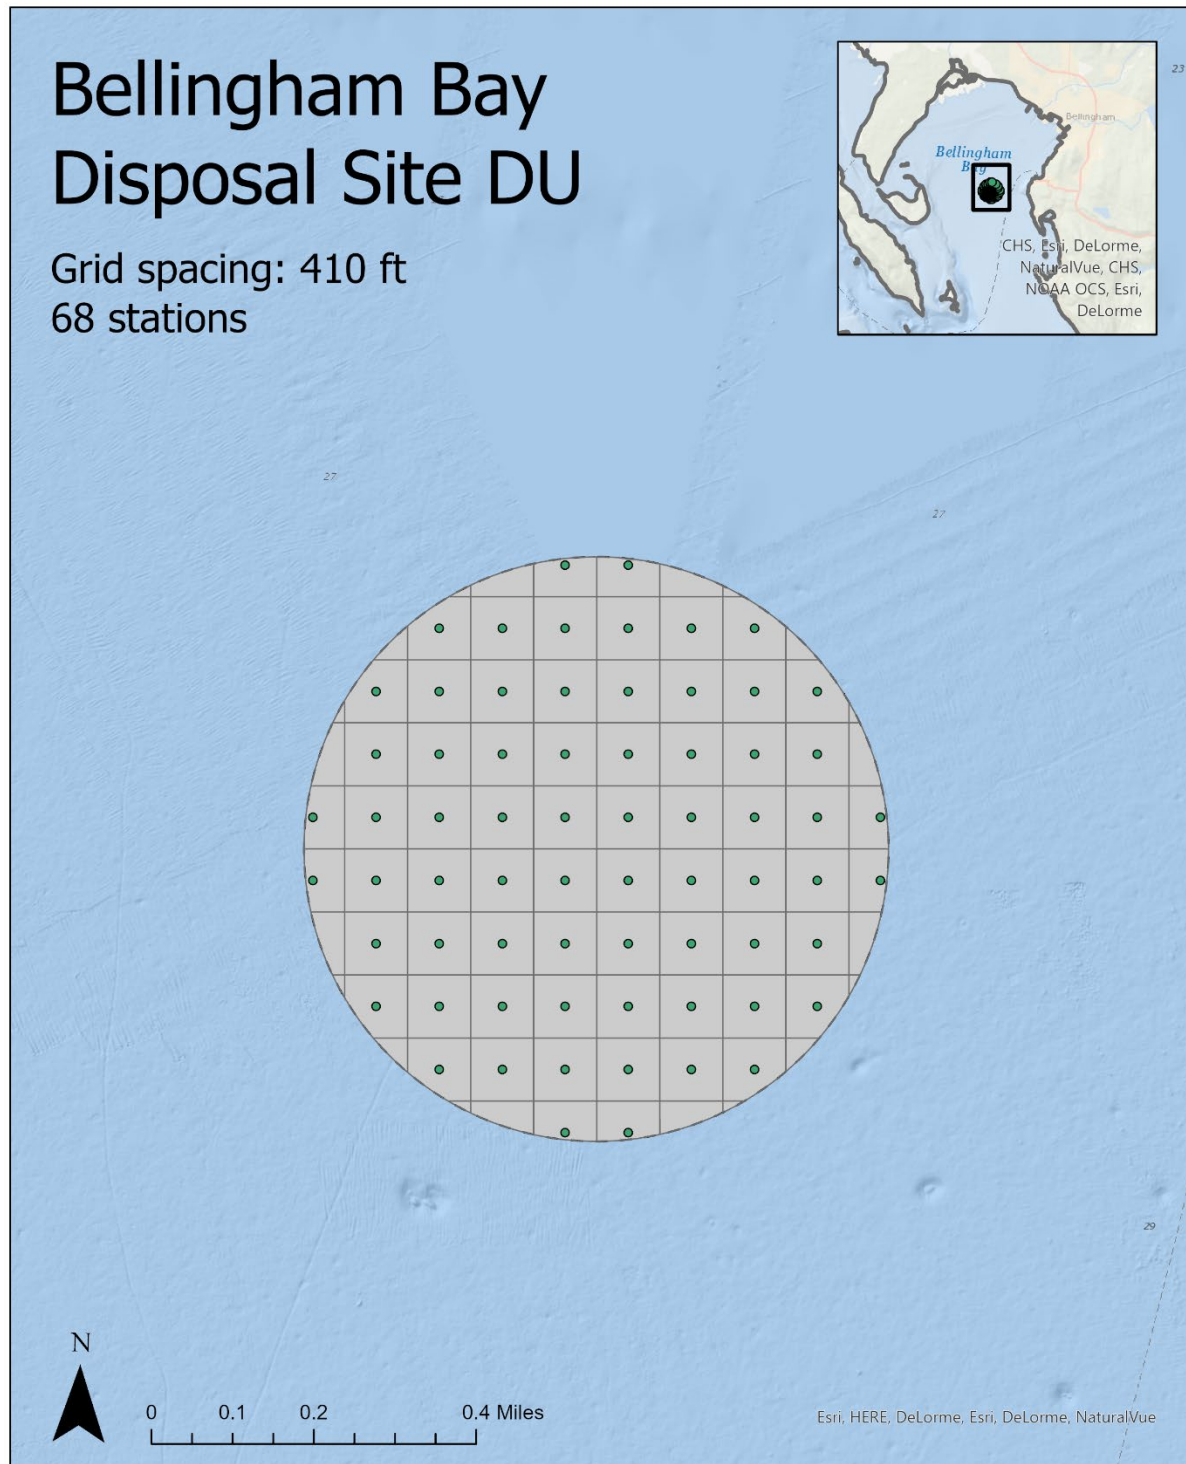 Bellingham Bay
Disposal Site DU
Grid spacing: 410 ft
68 stations
23
Bellingham
Bellingham
Bay
CHS, Esri, DeLorme,
NaturalVue, CHS,
NOAA OCS, Esri,
DeLorme
27
27
29
N
0 0.1 0.2 0.4 Miles
Esri, HERE, DeLorme, Esri, DeLorme, NaturalVue